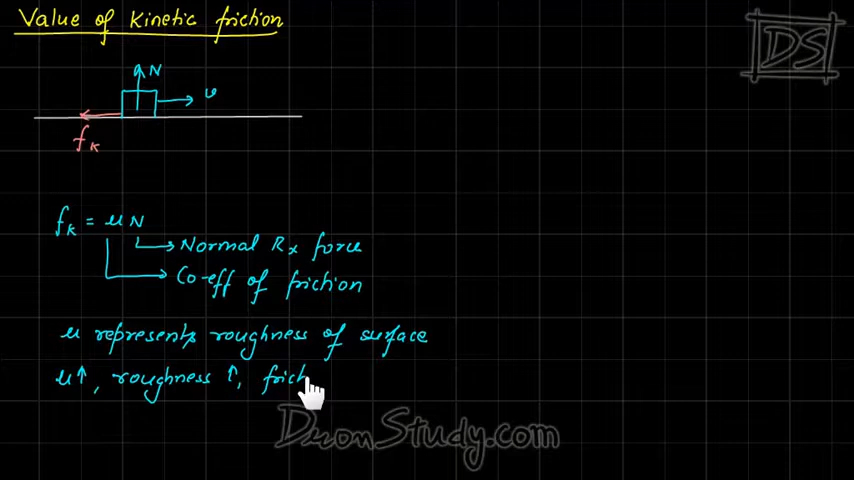 Value of Kinetic friction
DS
N
v
fK
fK = μN
Normal Rx force
Co-eff of friction
μ represents roughness of surface
μ↑, roughness ↑, frict
DronStudy.com